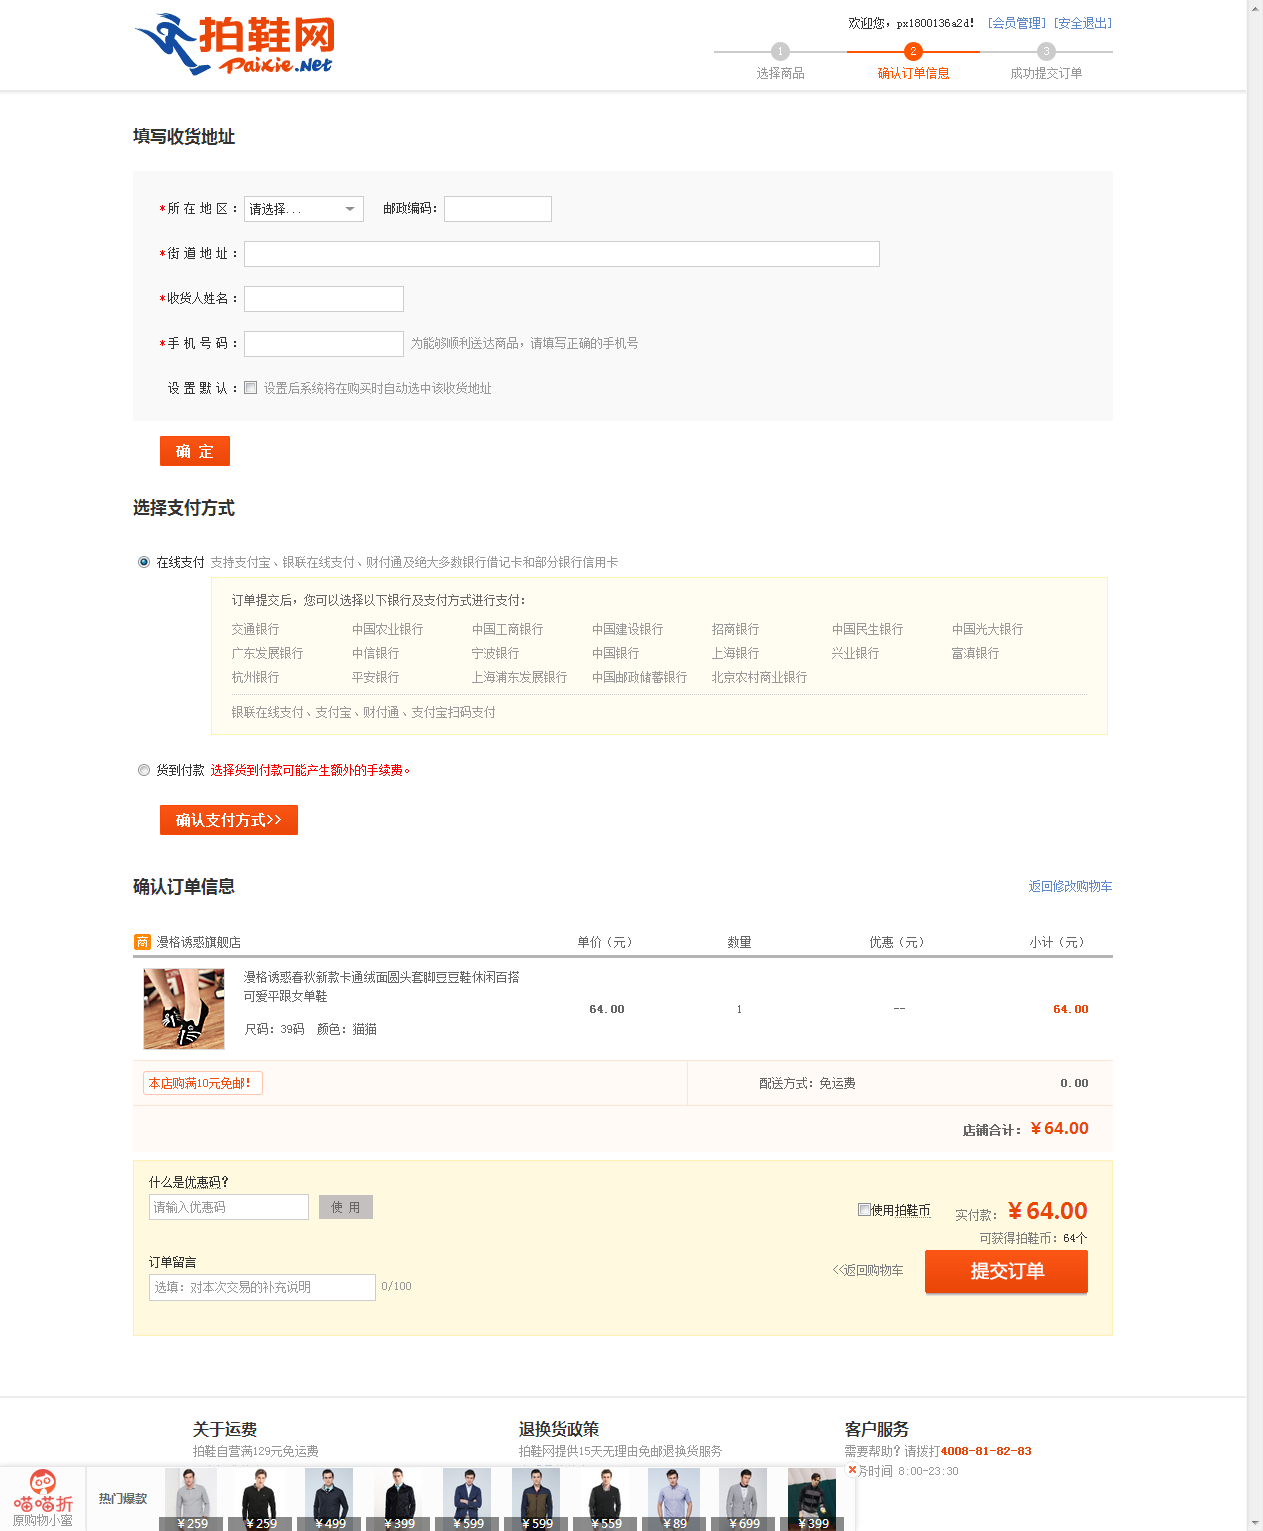 拍鞋网
Paixie.Net
欢迎您，px1800136a2d！ [会员管理] [安全退出]
1 2 3
选择商品 确认订单信息 成功提交订单
填写收货地址
*所 在 地 区： 请选择... 邮政编码：
*街 道 地 址：
*收货人姓名：
*手 机 号 码： 为能够顺利送达商品，请填写正确的手机号
设 置 默 认： 设置后系统将在购买时自动选中该收货地址
确 定
选择支付方式
在线支付 支持支付宝、银联在线支付、财付通及绝大多数银行借记卡和部分银行信用卡
订单提交后，您可以选择以下银行及支付方式进行支付：
交通银行 中国农业银行 中国工商银行 中国建设银行 招商银行 中国民生银行 中国光大银行
广东发展银行 中信银行 宁波银行 中国银行 上海银行 兴业银行 富滇银行
杭州银行 平安银行 上海浦东发展银行 中国邮政储蓄银行 北京农村商业银行
银联在线支付、支付宝、财付通、支付宝扫码支付
货到付款 选择货到付款可能产生额外的手续费。
确认支付方式>>
确认订单信息 返回修改购物车
商 漫格诱惑旗舰店 单价（元） 数量 优惠（元） 小计（元）
漫格诱惑春秋新款卡通绒面圆头套脚豆豆鞋休闲百搭
可爱平跟女单鞋
64.00 1 -- 64.00
尺码：39码 颜色：猫猫
本店购满10元免邮！ 配送方式：免运费 0.00
店铺合计：￥64.00
什么是优惠码？
请输入优惠码 使 用
使用拍鞋币 实付款：￥64.00
可获得拍鞋币：64个
订单留言
选填：对本次交易的补充说明 0/100
<<返回购物车 提交订单
关于运费 退换货政策 客户服务
拍鞋自营满129元免运费 拍鞋网提供15天无理由免邮退换货服务 需要帮助？请拨打4008-81-82-83
务时间 8:00-23:30
喵喵折
原购物小蜜
热门爆款
￥259 ￥259 ￥499 ￥399 ￥599 ￥599 ￥559 ￥89 ￥699 ￥399